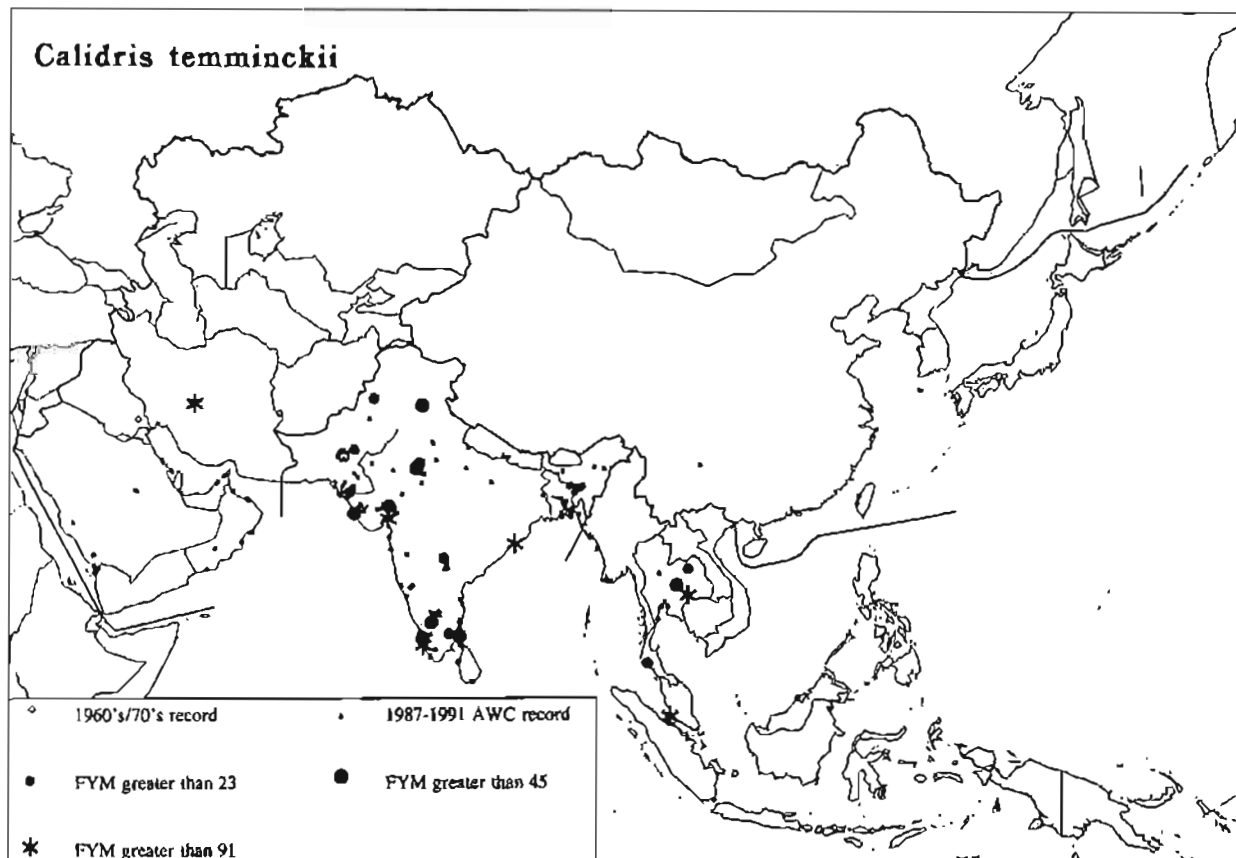 Calidris temminckii
1960's/70's record
1987-1991 AWC record
FYM greater than 23
FYM greater than 45
FYM greater than 91